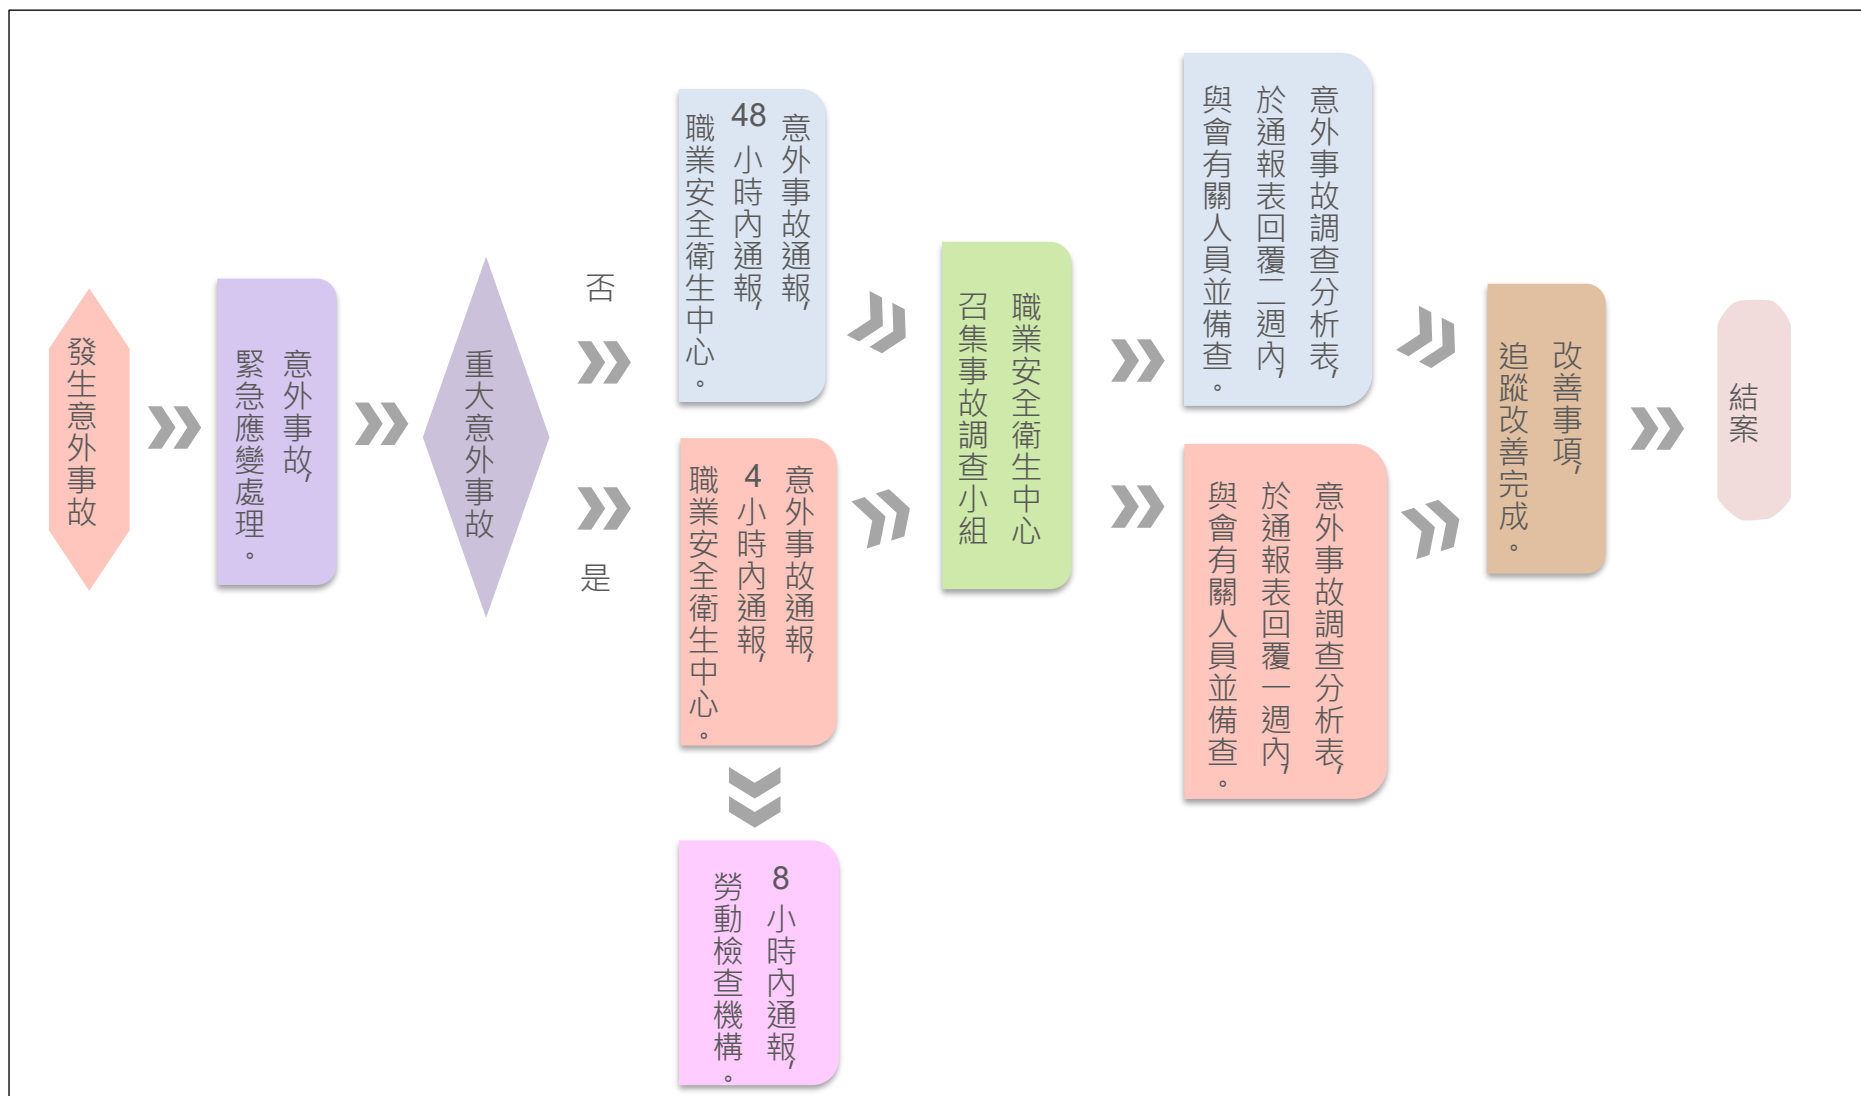 發生意外事故
意外事故,
緊急應變處理。
重大意外事故
否
是
意外事故通報,
48小時內通報,
職業安全衛生中心。
意外事故通報,
4小時內通報,
職業安全衛生中心。
8小時內通報,
勞動檢查機構。
職業安全衛生中心
召集事故調查小組
意外事故調查分析表,
於通報表回覆二週內,
與會有關人員並備查。
意外事故調查分析表,
於通報表回覆一週內,
與會有關人員並備查。
改善事項,
追蹤改善完成。
結案